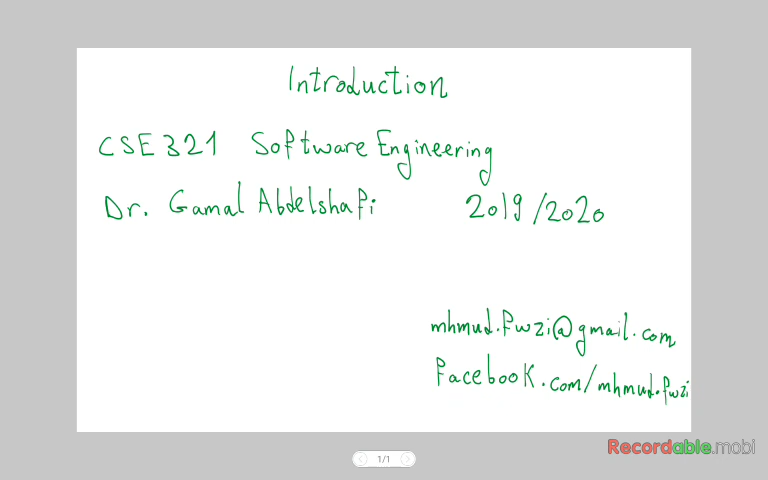 Introduction
CSE321 Software Engineering
Dr. Gamal Abdelshafi 2019/2020
mhmud.fwzi@gmail.com
facebook.com/mhmud.fwzi
Recordable.mobi
1/1